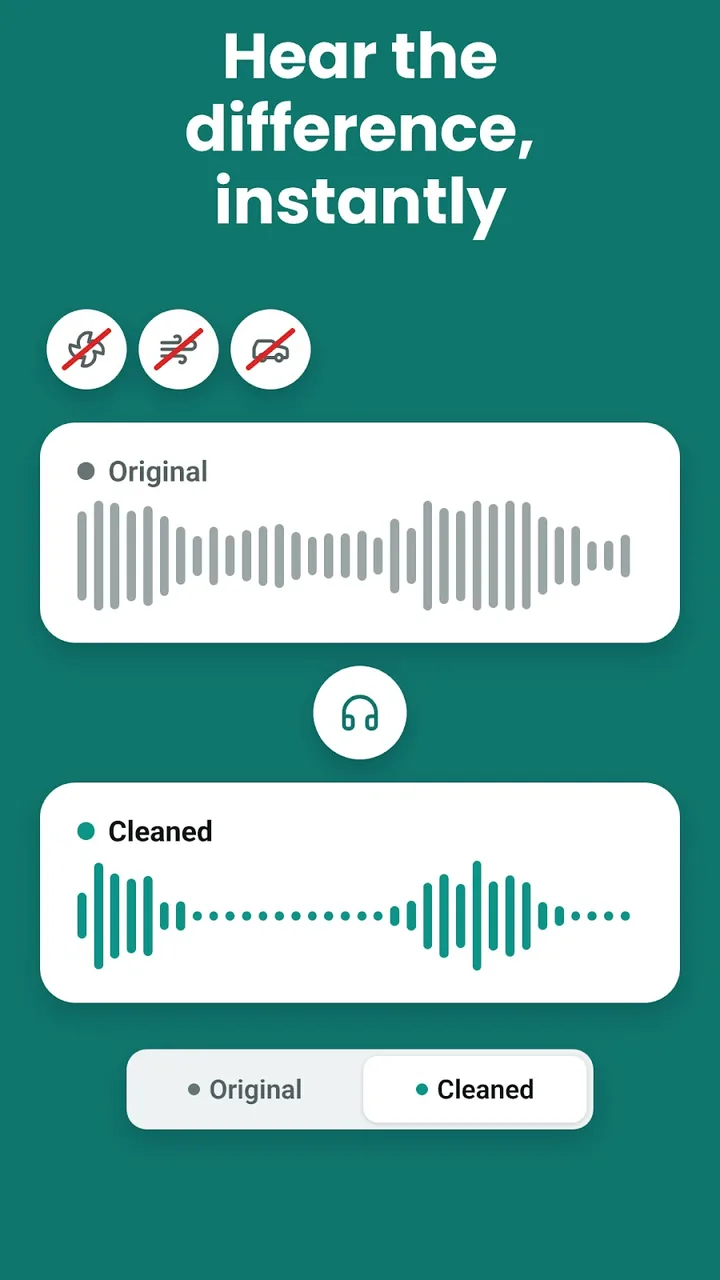 Hear the
difference,
instantly
Original
Cleaned
Original
Cleaned